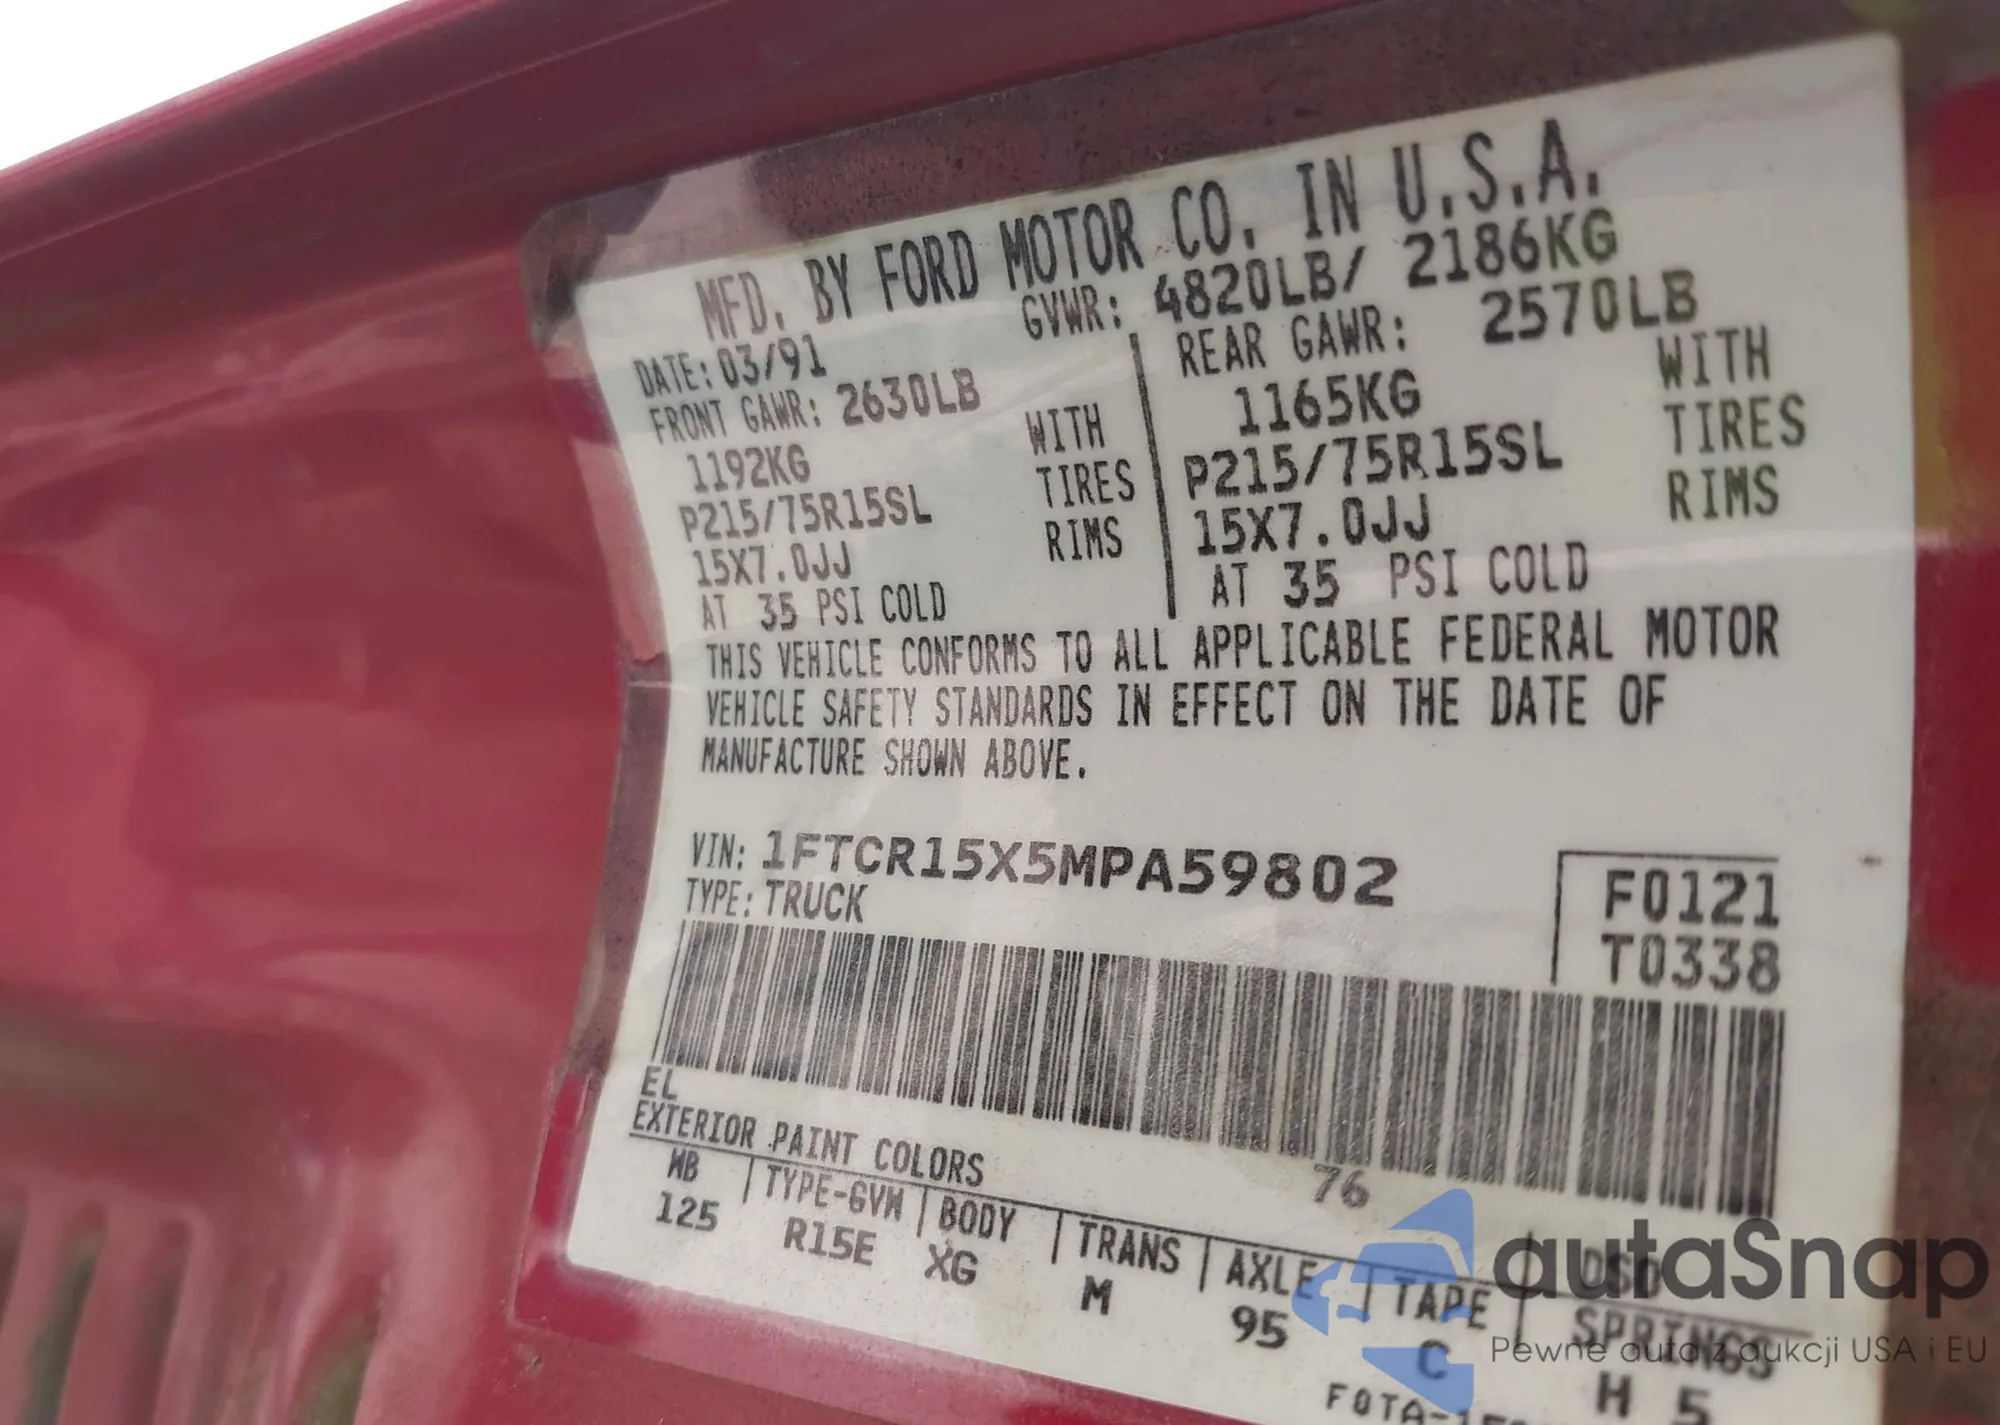 MFD. BY FORD MOTOR CO. IN U.S.A.
DATE: 03/91 GVWR: 4820LB/ 2186KG
FRONT GAWR: 2630LB REAR GAWR: 2570LB
1192KG WITH 1165KG WITH
P215/75R15SL TIRES P215/75R15SL TIRES
15X7.0JJ RIMS 15X7.0JJ RIMS
AT 35 PSI COLD AT 35 PSI COLD
THIS VEHICLE CONFORMS TO ALL APPLICABLE FEDERAL MOTOR
VEHICLE SAFETY STANDARDS IN EFFECT ON THE DATE OF
MANUFACTURE SHOWN ABOVE.
VIN: 1FTCR15X5MPA59802 F0121
TYPE: TRUCK T0338
EL
EXTERIOR PAINT COLORS 76 DSO
WB TYPE-GVW BODY TRANS AXLE TAPE SPRINGS
125 R15E XG M 95 C H 5
autaSnap
Pewne auta z aukcji USA i EU